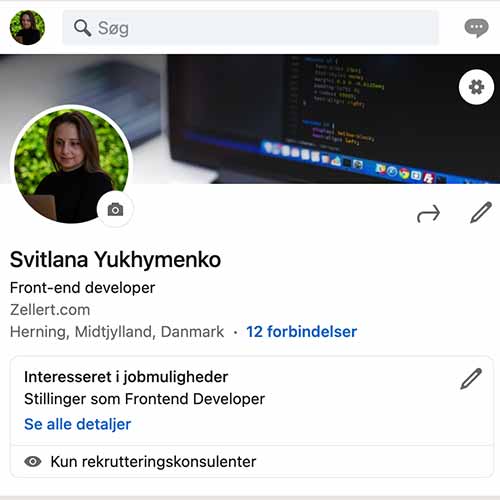 Søg
Svitlana Yukhymenko
Front-end developer
Zellert.com
Herning, Midtjylland, Danmark · 12 forbindelser
Interesseret i jobmuligheder
Stillinger som Frontend Developer
Se alle detaljer
Kun rekrutteringskonsulenter